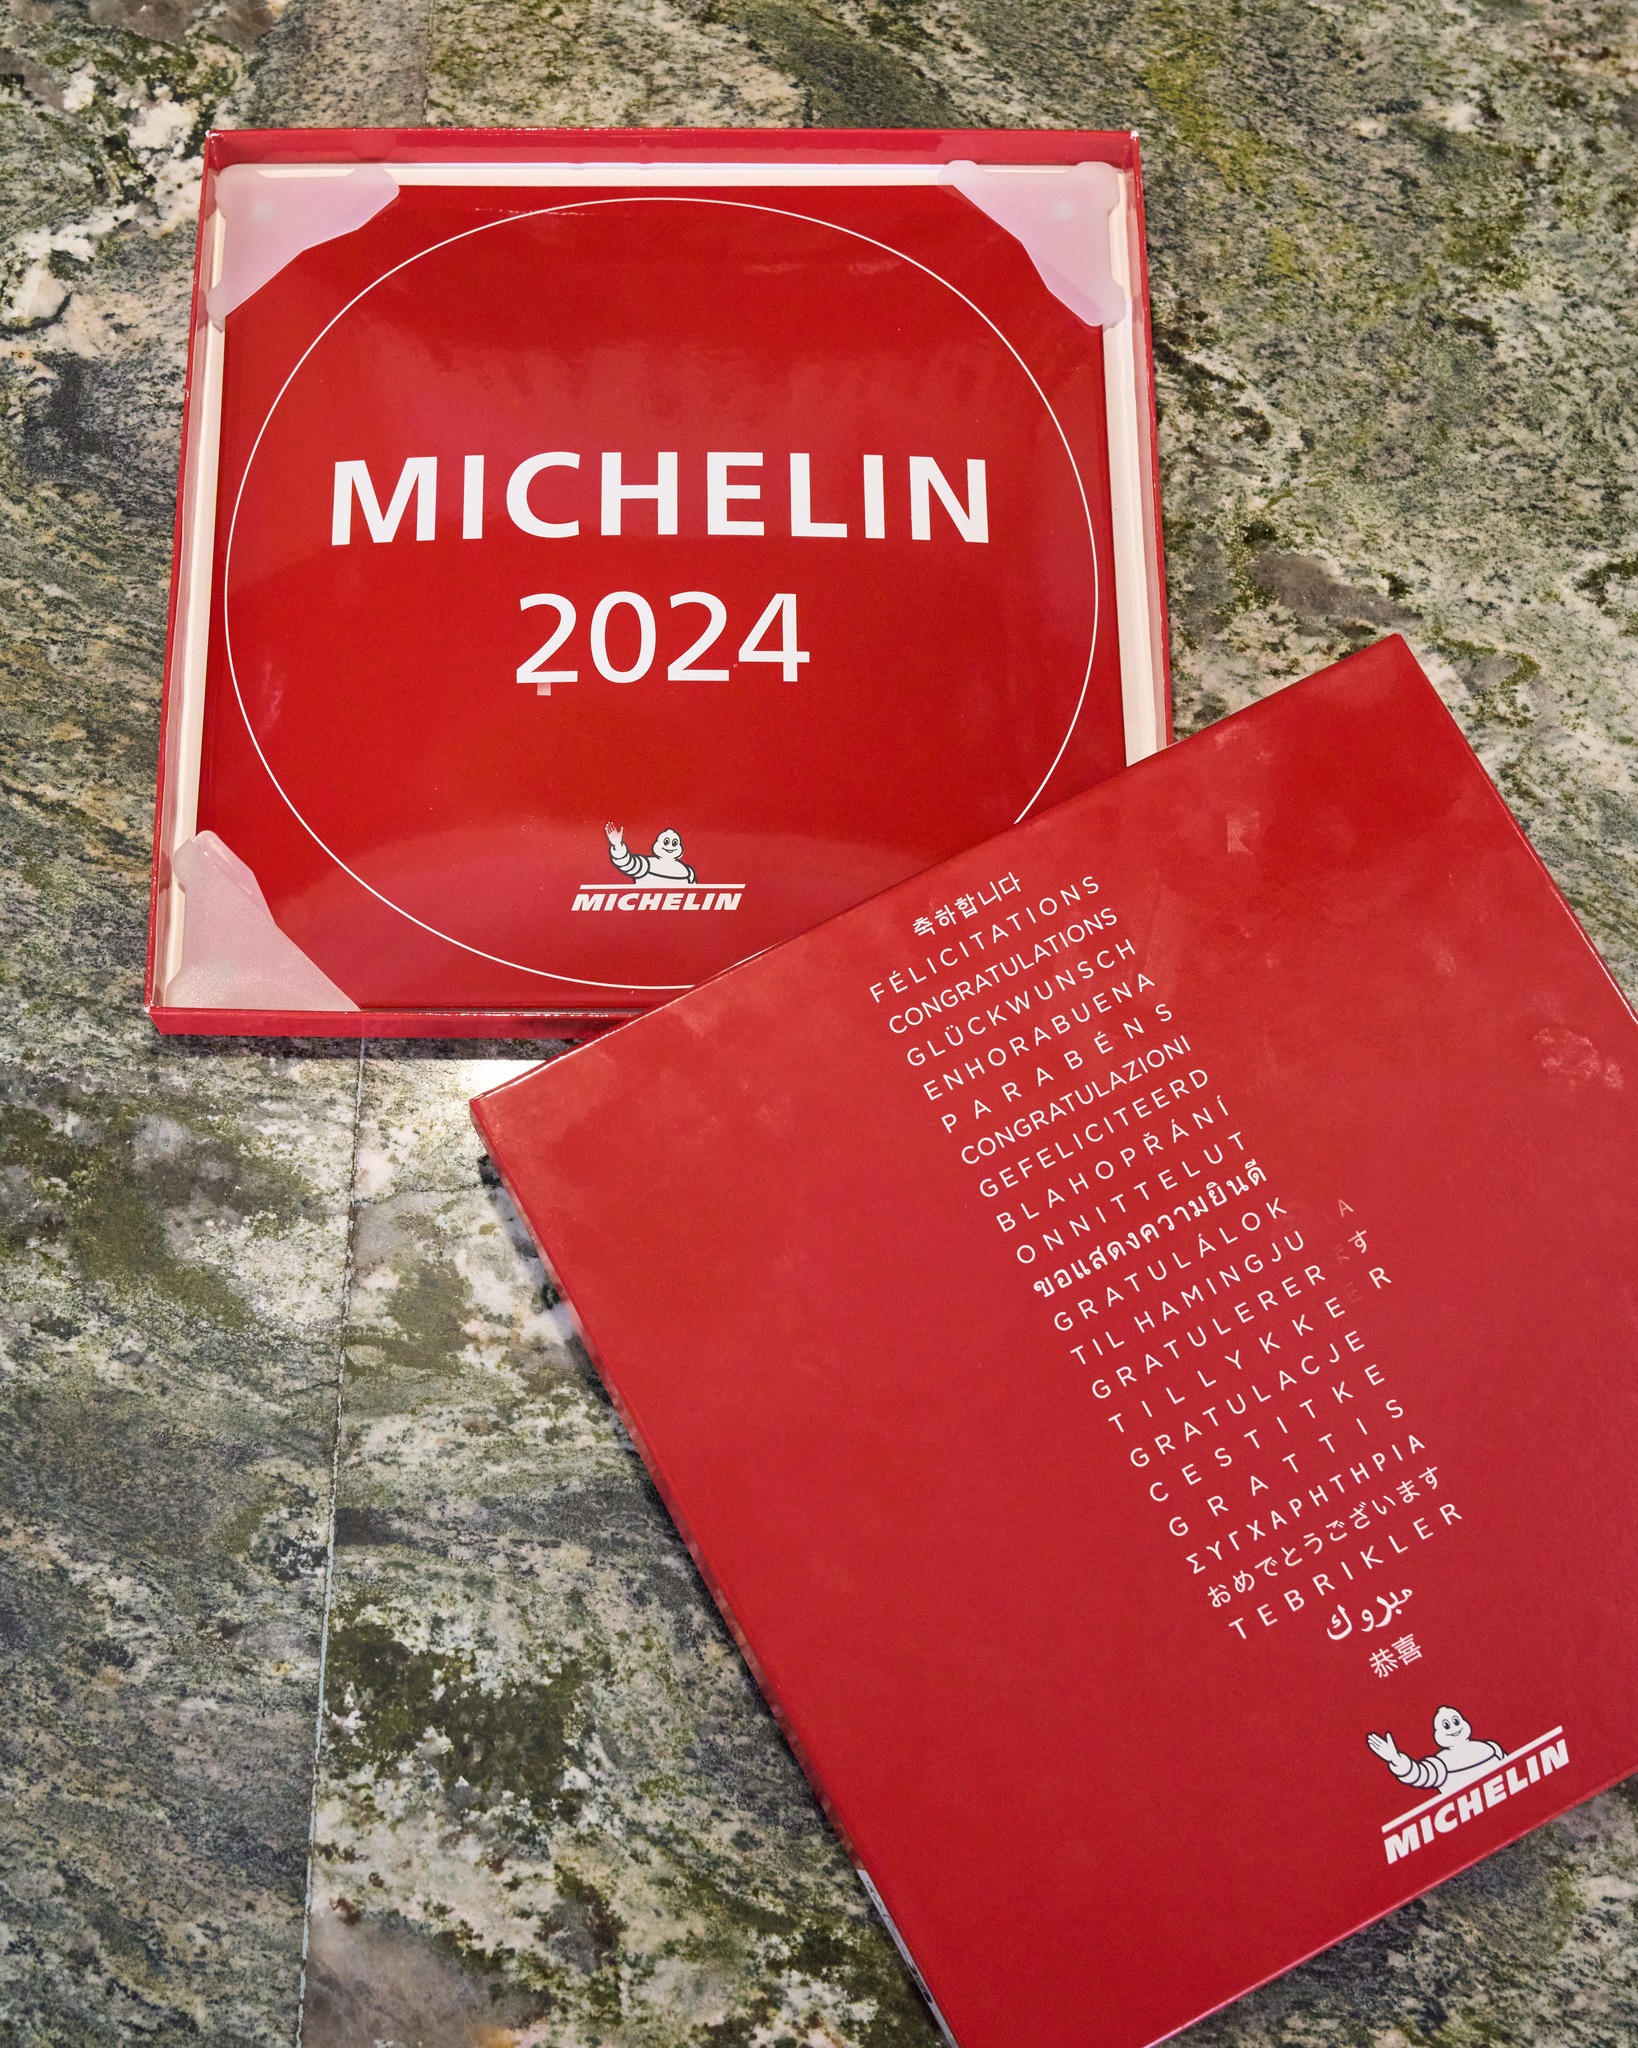 MICHELIN
2024
MICHELIN
축하합니다
FÉLICITATIONS
CONGRATULATIONS
GLÜCKWUNSCH
ENHORABUENA
PARABÉNS
CONGRATULAZIONI
GEFELICITEERD
BLAHOPŘÁNÍ
ONNITTELUT
ขอแสดงความยินดี
GRATULÁLOK
TIL HAMINGJU
GRATULERER
TILLYKKE
GRATULACJE
CESTITKE
GRATTIS
ΣΥΓΧΑΡΗΤΗΡΙΑ
おめでとうございます
TEBRIKLER
مبروك
恭喜
MICHELIN